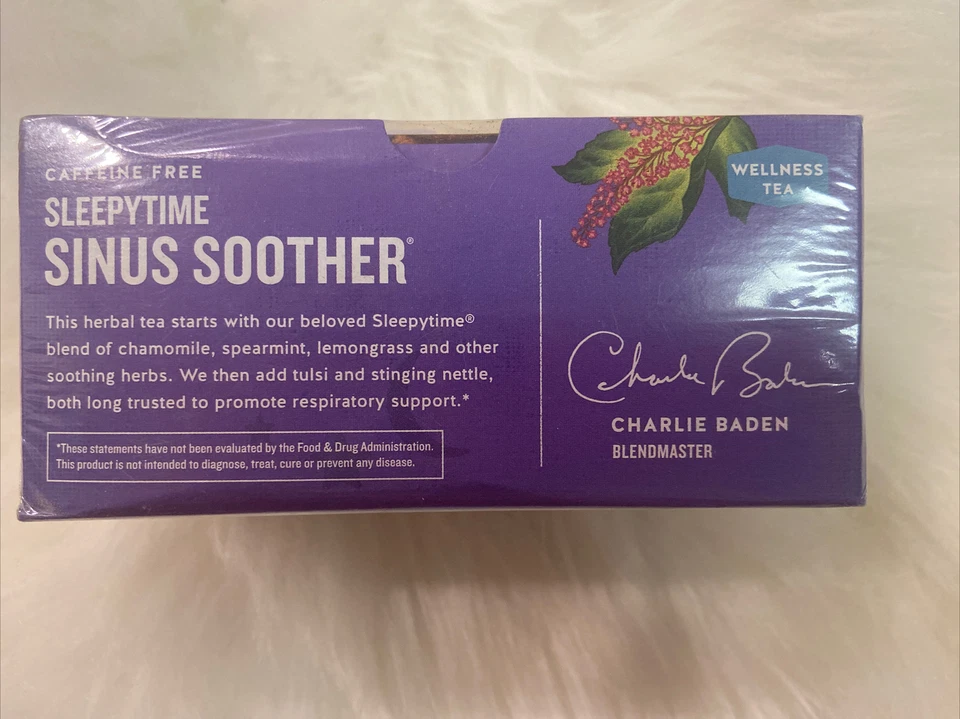 CAFFEINE FREE
SLEEPYTIME
SINUS SOOTHER®
This herbal tea starts with our beloved Sleepytime®
blend of chamomile, spearmint, lemongrass and other
soothing herbs. We then add tulsi and stinging nettle,
both long trusted to promote respiratory support.*
*These statements have not been evaluated by the Food & Drug Administration.
This product is not intended to diagnose, treat, cure or prevent any disease.
WELLNESS
TEA
Charlie Baden
CHARLIE BADEN
BLENDMASTER